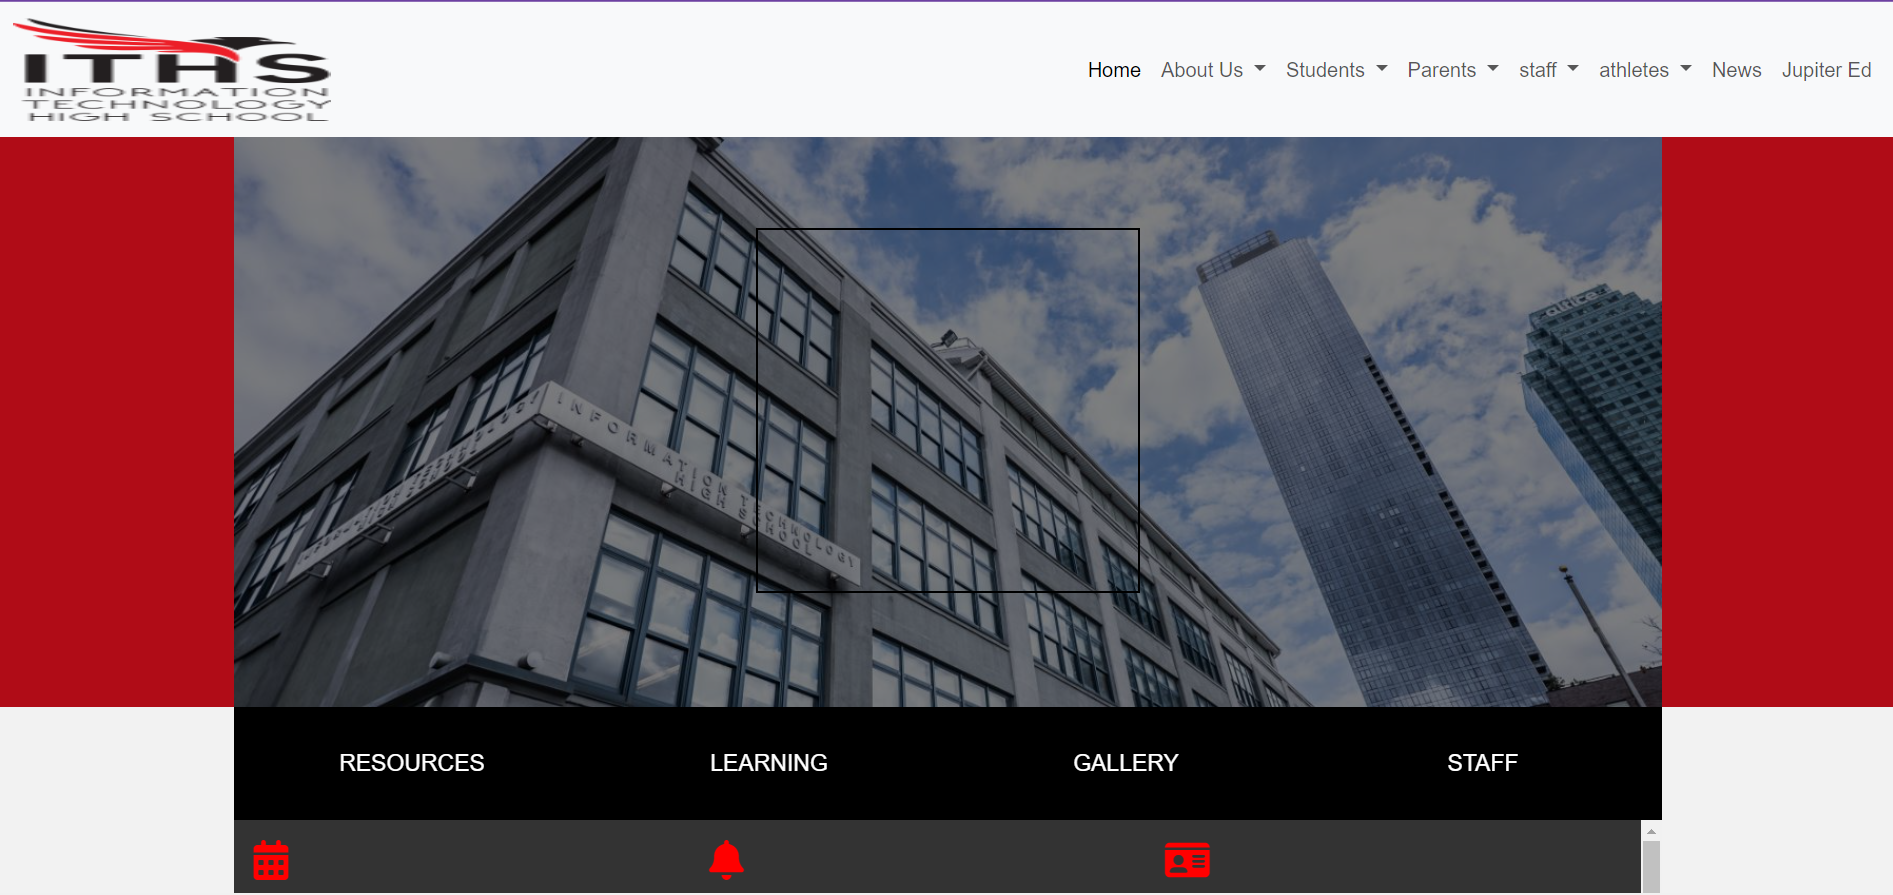 ITHS
INFORMATION
TECHNOLOGY
HIGH SCHOOL
Home About Us Students Parents staff athletes News Jupiter Ed
altice
INFORMATION TECHNOLOGY
HIGH SCHOOL
RESOURCES LEARNING GALLERY STAFF